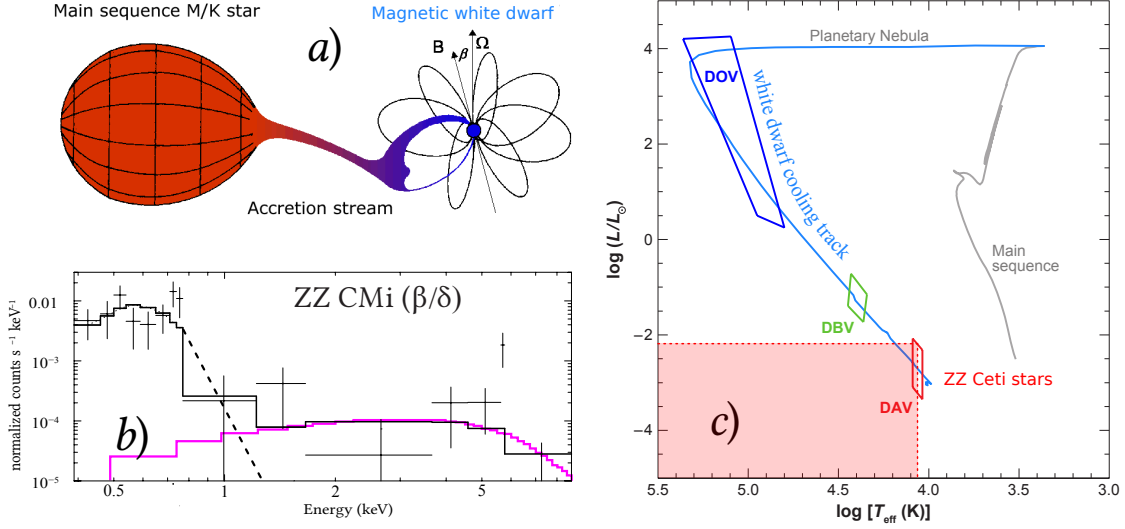 Main sequence M/K star
a)
Magnetic white dwarf
B
β
Ω
Accretion stream
ZZ CMi (β/δ)
b)
normalized counts s⁻¹ keV⁻¹
0.01
10⁻³
10⁻⁴
10⁻⁵
0.5 1 2 5
Energy (keV)
Planetary Nebula
DOV
white dwarf cooling track
Main
sequence
DBV
ZZ Ceti stars
DAV
c)
log (L/L☉)
4
2
0
−2
−4
5.5 5.0 4.5 4.0 3.5 3.0
log [T_eff (K)]